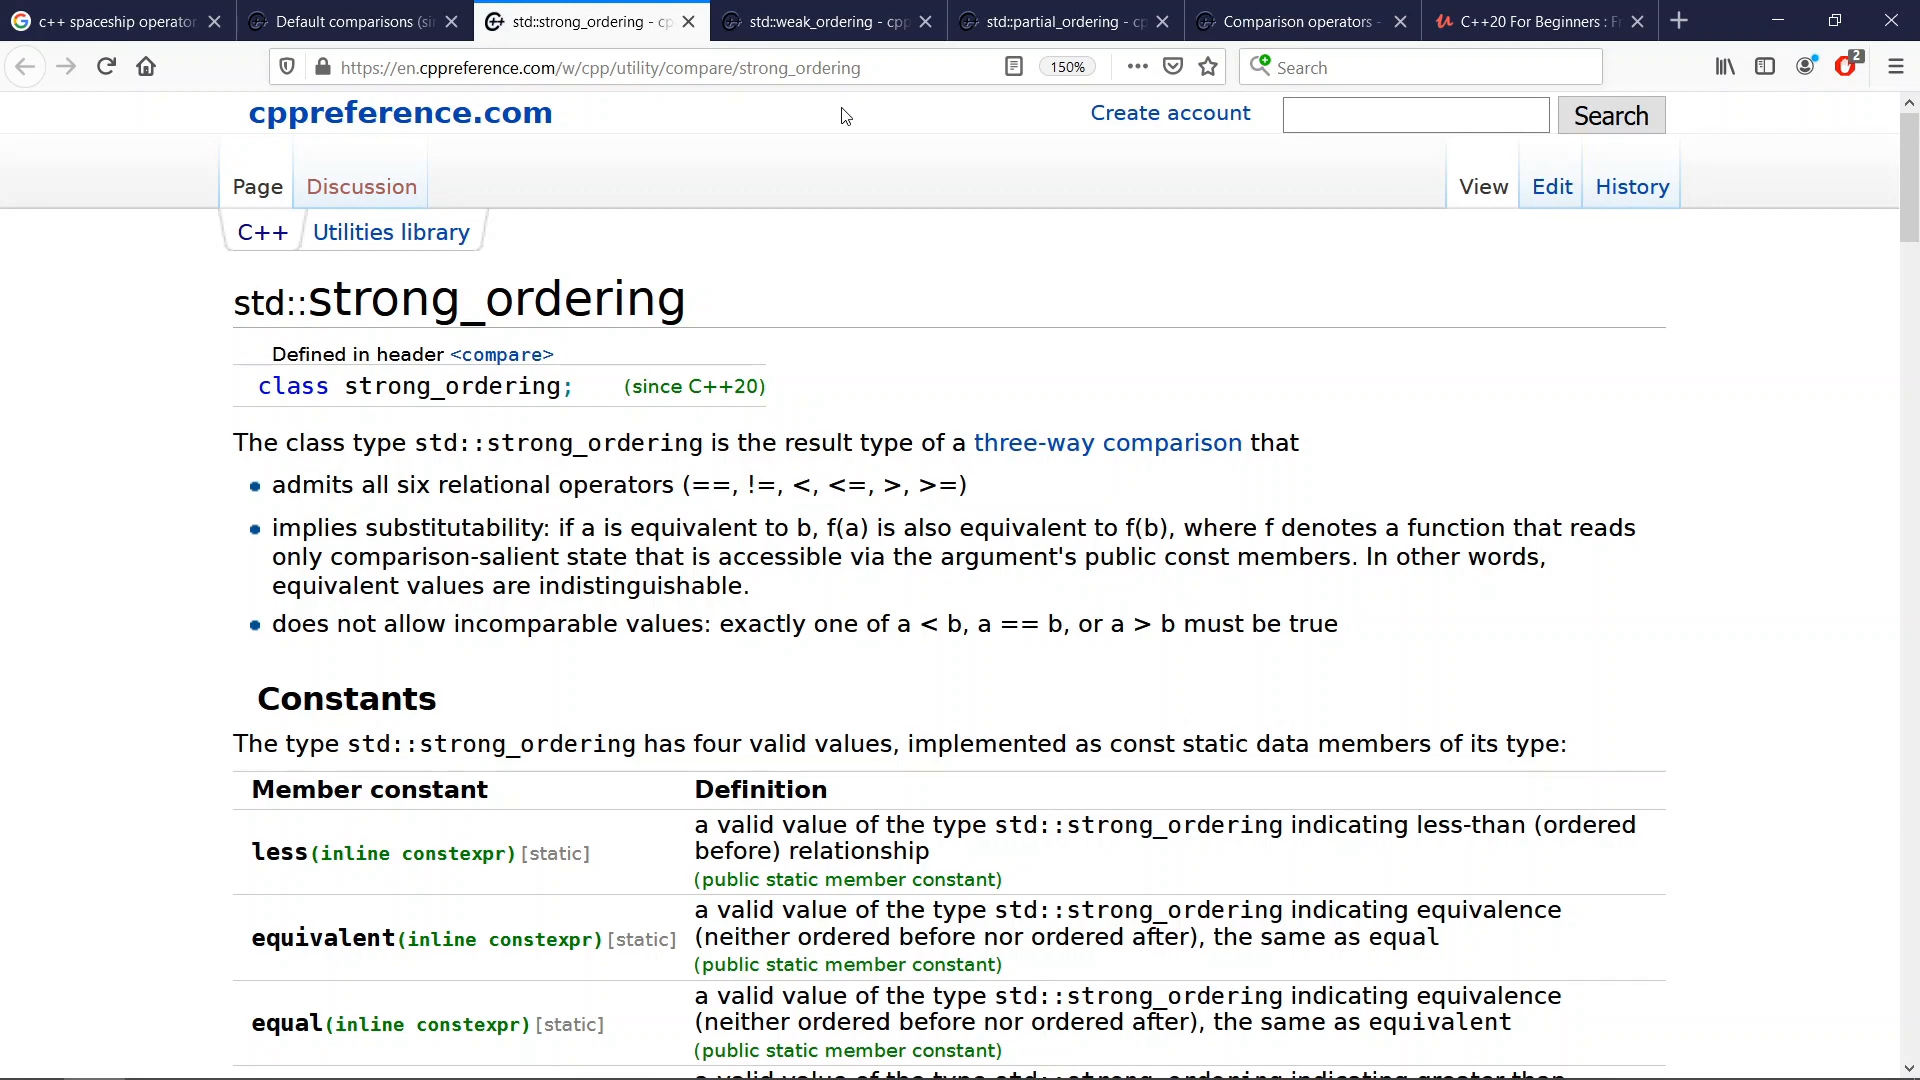 c++ spaceship operator
Default comparisons (si
std::strong_ordering - cp
std::weak_ordering - cpp
std::partial_ordering - cp
Comparison operators -
C++20 For Beginners : Fr
https://en.cppreference.com/w/cpp/utility/compare/strong_ordering
150%
Search
2
cppreference.com
Create account
Search
Page
Discussion
View
Edit
History
C++
Utilities library
std::strong_ordering
Defined in header <compare>
class strong_ordering; (since C++20)
The class type std::strong_ordering is the result type of a three-way comparison that
admits all six relational operators (==, !=, <, <=, >, >=)
implies substitutability: if a is equivalent to b, f(a) is also equivalent to f(b), where f denotes a function that reads
only comparison-salient state that is accessible via the argument's public const members. In other words,
equivalent values are indistinguishable.
does not allow incomparable values: exactly one of a < b, a == b, or a > b must be true
Constants
The type std::strong_ordering has four valid values, implemented as const static data members of its type:
Member constant
Definition
less(inline constexpr) [static]
a valid value of the type std::strong_ordering indicating less-than (ordered
before) relationship
(public static member constant)
equivalent(inline constexpr) [static]
a valid value of the type std::strong_ordering indicating equivalence
(neither ordered before nor ordered after), the same as equal
(public static member constant)
equal(inline constexpr) [static]
a valid value of the type std::strong_ordering indicating equivalence
(neither ordered before nor ordered after), the same as equivalent
(public static member constant)